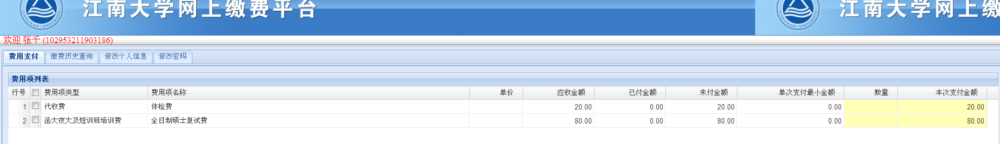 江南大学网上缴费平台
JIANGNAN UNIVERSITY
江南大学网上缴
JIANGNAN UNIVERSITY
欢迎 张千 (102953211903186)
费用支付 缴费历史查询 修改个人信息 修改密码
费用项列表
行号 费用项类型 费用项名称 单价 应收金额 已付金额 未付金额 单次支付最小金额 数量 本次支付金额
1 代收费 体检费 20.00 0.00 20.00 0.00 20.00
2 函大夜大及短训班培训费 全日制硕士复试费 80.00 0.00 80.00 0.00 80.00